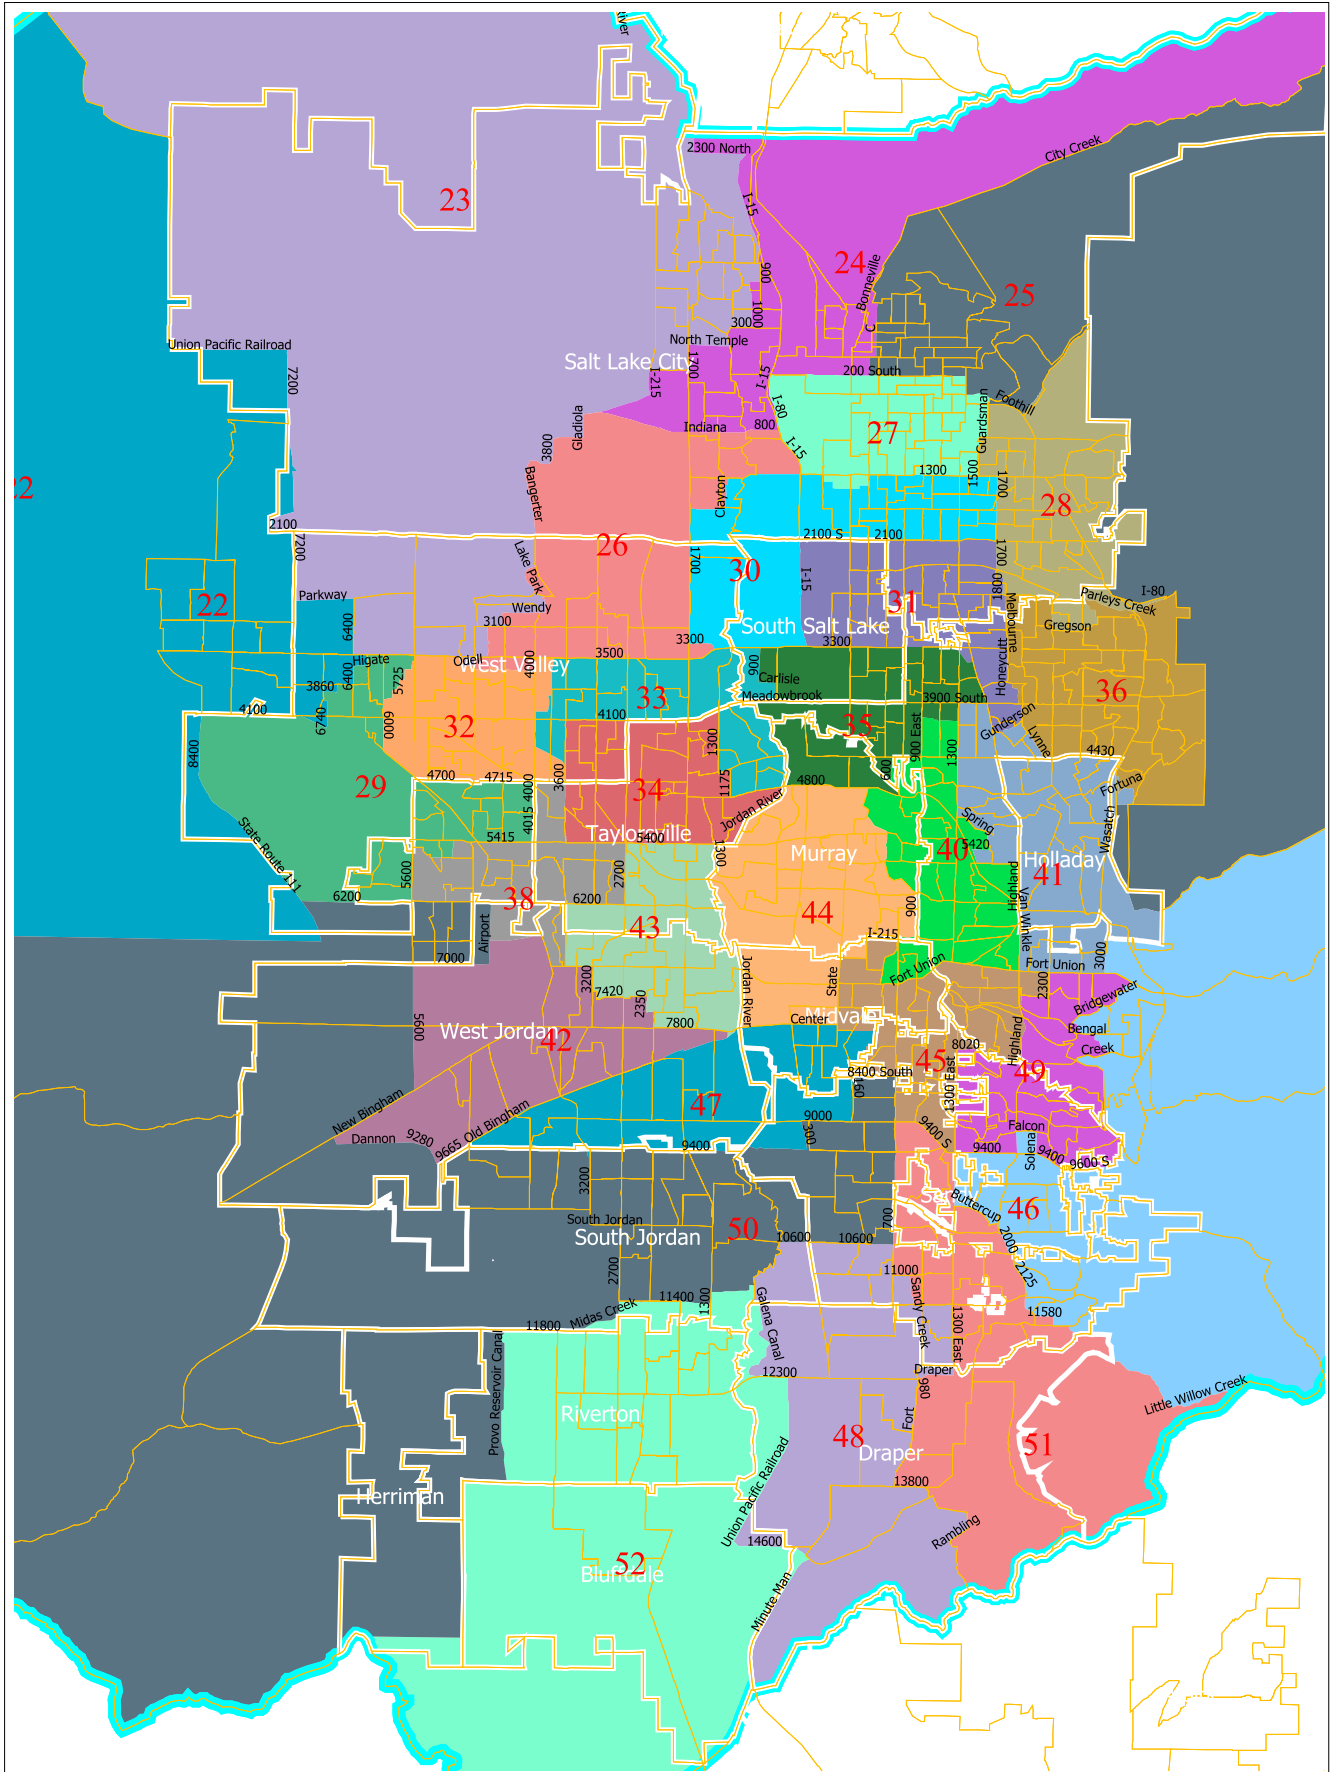 River
2300 North
City Creek
23
I-15
24
Bonneville
900
25
1000
300
C
Union Pacific Railroad
North Temple
Salt Lake City
1700
7200
I-215
I-15
200 South
Foothill
I-80
Gladiola
Indiana
800
27
Guardsman
3800
I-15
1300
1500
1700
22
Bangerter
Clayton
28
2100
2100 S
2100
7200
26
Lake Park
1700
30
I-15
1700
1080
Parkway
22
6400
Wendy
3100
31
Melbourne
I-80
Parleys Creek
Gregson
South Salt Lake
3300
3300
Higate
Odell
West Valley
3500
4000
900
Carlisle
Honeycutt
6400
5725
3860
33
Meadowbrook
3900 South
36
4100
6740
6000
32
4100
35
900 East
Gunderson
Lynne
8400
1300
1300
4430
4700
4715
3600
4000
29
34
1175
4800
600
Fortuna
4015
Jordan River
Spring
State Route 111
5415
Taylorsville
5400
1300
Murray
40
5420
Holladay
Wasatch
5600
2700
41
6200
38
6200
44
900
Highland
Van Winkle
Airport
43
I-215
7000
Jordan River
State
Fort Union
Fort Union
3000
3200
7420
2350
2300
Bridgewater
5600
West Jordan
42
7800
Center
Midvale
Highland
Bengal
8020
Creek
45
8400 South
1300 East
49
160
New Bingham
47
Old Bingham
9000
300
9400 S
Falcon
Dannon
9280
9665
9400
9400
Solena
9400
9600 S
3200
Buttercup
46
South Jordan
South Jordan
50
700
2000
10600
10600
2700
11000
2125
Galena Canal
Sandy Creek
11400
1300
11580
Midas Creek
11800
1300 East
Provo Reservoir Canal
12300
Draper
980
Little Willow Creek
Riverton
Fort
48
Draper
51
Union Pacific Railroad
13800
Herriman
Rambling
14600
52
Bluffdale
Minute Man